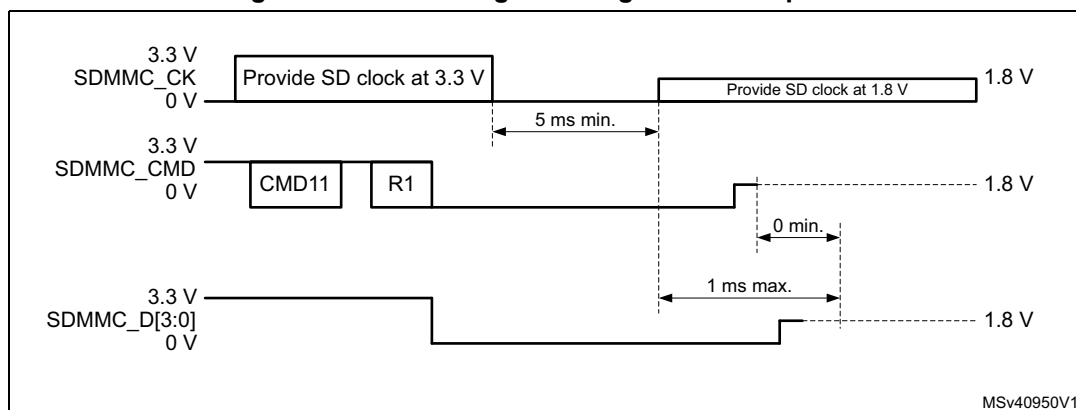 3.3 V
SDMMC_CK
0 V
Provide SD clock at 3.3 V
Provide SD clock at 1.8 V
1.8 V
5 ms min.
3.3 V
SDMMC_CMD
0 V
CMD11
R1
1.8 V
0 min.
1 ms max.
3.3 V
SDMMC_D[3:0]
0 V
1.8 V
MSv40950V1